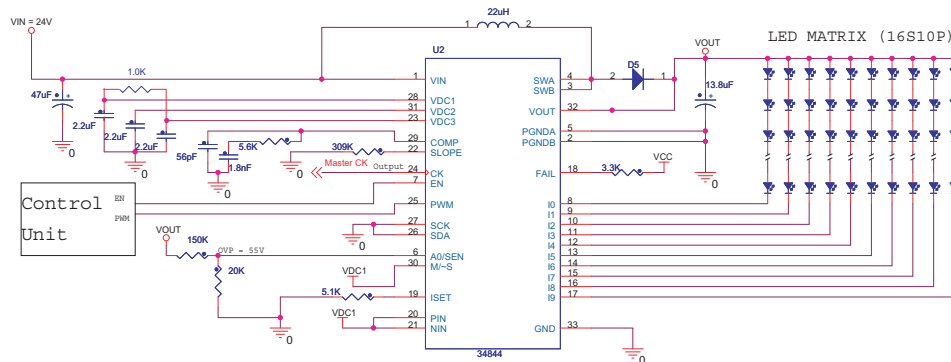 22uH
1 2
VIN = 24V
LED MATRIX (16S10P)
VOUT
U2
D5
1.0K
1 VIN SWA 4 2 1
SWB 3
47uF 13.8uF
28 VDC1
31 VDC2 VOUT 32
23 VDC3
2.2uF
2.2uF
2.2uF
PGNDA 5
PGNDB 2
0
29 COMP
22 SLOPE
5.6K 309K
56pF 1.8nF
0
0
0
0
Master CK Output 24 CK
FAIL 18 3.3K VCC
7 EN
Control Unit
EN
PWM
25 PWM
I0 8
I1 9
I2 10
I3 11
I4 12
I5 13
I6 14
I7 15
I8 16
I9 17
27 SCK
26 SDA
0
VOUT
150K OVP = 55V
6 A0/SEN
30 M/~S
20K
VDC1
5.1K 19 ISET
VDC1
20 PIN
21 NIN
GND 33
0
0
0
34844